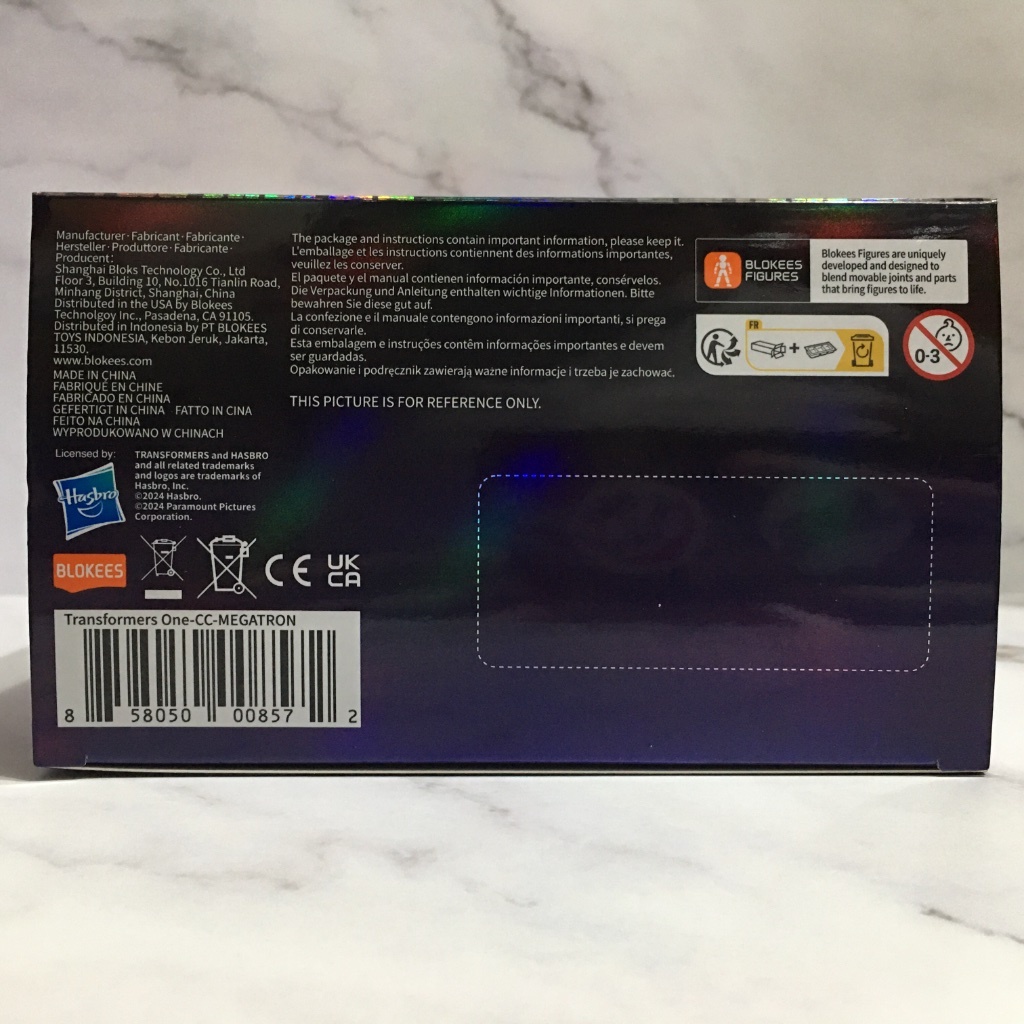 Manufacturer·Fabricant·Fabricante·
Hersteller·Produttore·Fabricante·
Producent:
Shanghai Bloks Technology Co., Ltd
Floor 3, Building 10, No.1016 Tianlin Road,
Minhang District, Shanghai, China
Distributed in the USA by Blokees
Technolgoy Inc., Pasadena, CA 91105.
Distributed in Indonesia by PT BLOKEES
TOYS INDONESIA, Kebon Jeruk, Jakarta,
11530.
www.blokees.com
MADE IN CHINA
FABRIQUÉ EN CHINE
FABRICADO EN CHINA
GEFERTIGT IN CHINA FATTO IN CINA
FEITO NA CHINA
WYPRODUKOWANO W CHINACH
Licensed by:
Hasbro
TRANSFORMERS and HASBRO
and all related trademarks
and logos are trademarks of
Hasbro, Inc.
©2024 Hasbro.
©2024 Paramount Pictures
Corporation.
BLOKEES
CE
UK
CA
Transformers One-CC-MEGATRON
8 58050 00857 2
The package and instructions contain important information, please keep it.
L'emballage et les instructions contiennent des informations importantes,
veuillez les conserver.
El paquete y el manual contienen información importante, consérvelos.
Die Verpackung und Anleitung enthalten wichtige Informationen. Bitte
bewahren Sie diese gut auf.
La confezione e il manuale contengono informazioni importanti, si prega
di conservarle.
Esta embalagem e instruções contêm informações importantes e devem
ser guardadas.
Opakowanie i podręcznik zawierają ważne informacje i trzeba je zachować.
THIS PICTURE IS FOR REFERENCE ONLY.
BLOKEES
FIGURES
Blokees Figures are uniquely
developed and designed to
blend movable joints and parts
that bring figures to life.
FR
+
0-3